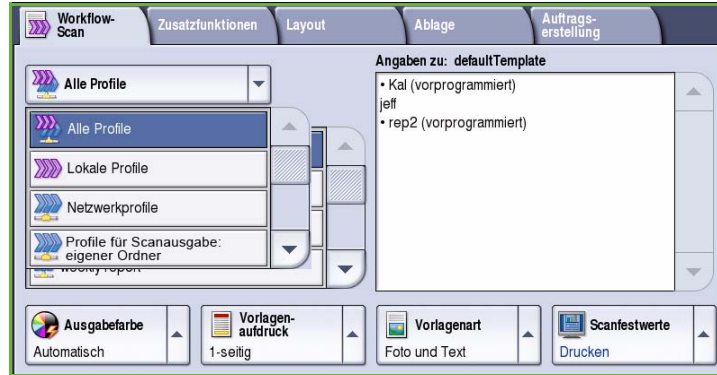 Workflow-
Scan
Zusatzfunktionen
Layout
Ablage
Auftrags-
erstellung
Alle Profile
Alle Profile
Lokale Profile
Netzwerkprofile
Profile für Scanausgabe:
eigener Ordner
weekly report
Angaben zu: defaultTemplate
• Kal (vorprogrammiert)
jeff
• rep2 (vorprogrammiert)
Ausgabefarbe
Automatisch
Vorlagen-
aufdruck
1-seitig
Vorlagenart
Foto und Text
Scanfestwerte
Drucken